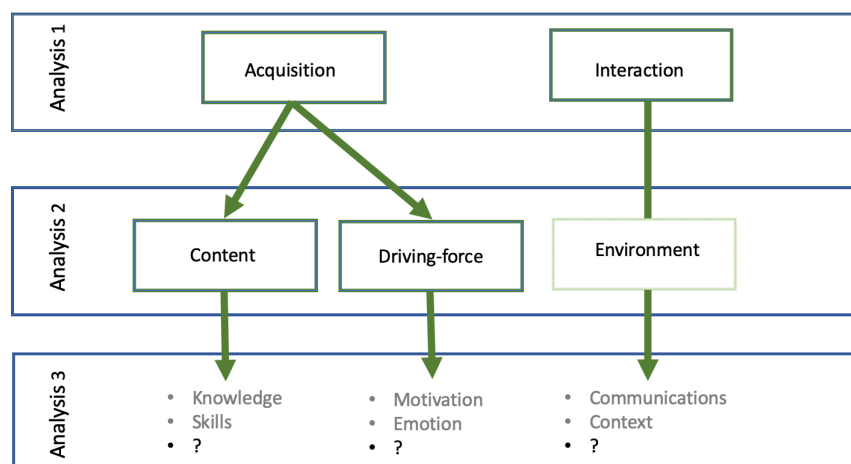 Analysis 1
Acquisition
Interaction
Analysis 2
Content
Driving-force
Environment
Analysis 3
• Knowledge
• Skills
• ?
• Motivation
• Emotion
• ?
• Communications
• Context
• ?